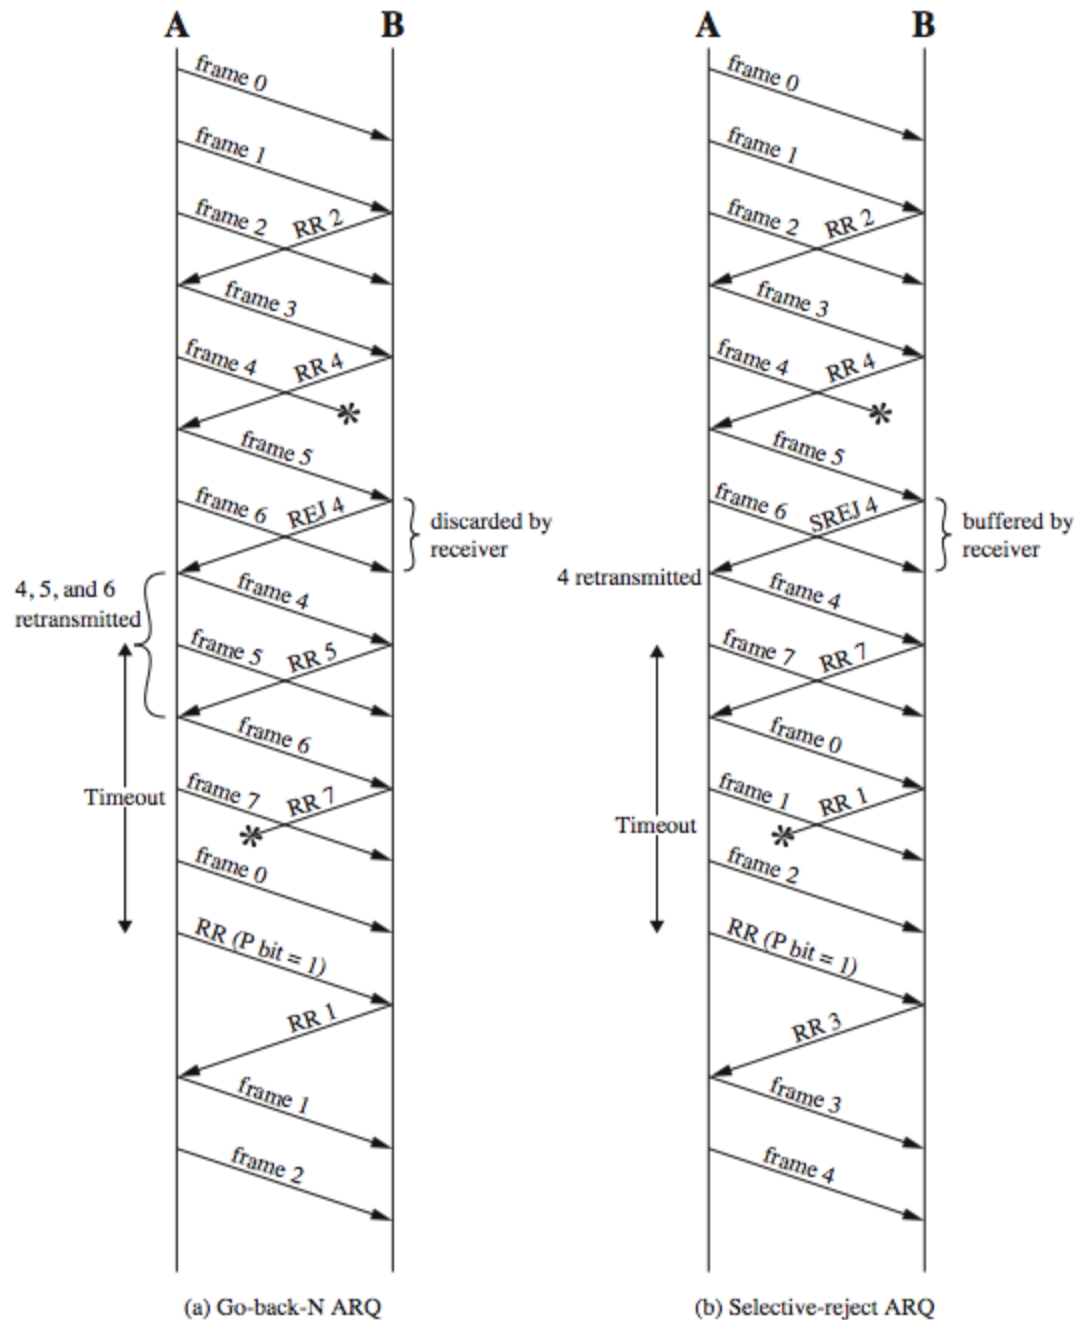 A
B
frame 0
frame 1
frame 2
RR 2
frame 3
frame 4
RR 4
*
frame 5
frame 6
REJ 4
discarded by
receiver
4, 5, and 6
retransmitted
frame 4
frame 5
RR 5
frame 6
Timeout
frame 7
RR 7
*
frame 0
RR (P bit = 1)
RR 1
frame 1
frame 2
(a) Go-back-N ARQ
A
B
frame 0
frame 1
frame 2
RR 2
frame 3
frame 4
RR 4
*
frame 5
frame 6
SREJ 4
buffered by
receiver
4 retransmitted
frame 4
frame 7
RR 7
frame 0
frame 1
RR 1
Timeout
*
frame 2
RR (P bit = 1)
RR 3
frame 3
frame 4
(b) Selective-reject ARQ